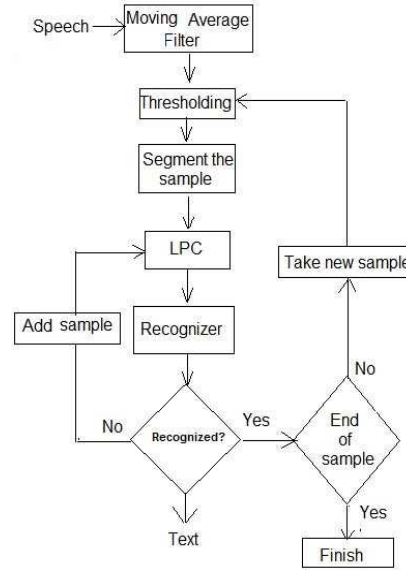 Speech
Moving Average
Filter
Thresholding
Segment the
sample
LPC
Take new sample
Add sample
Recognizer
No
No
Recognized?
Yes
End
of
sample
Text
Yes
Finish